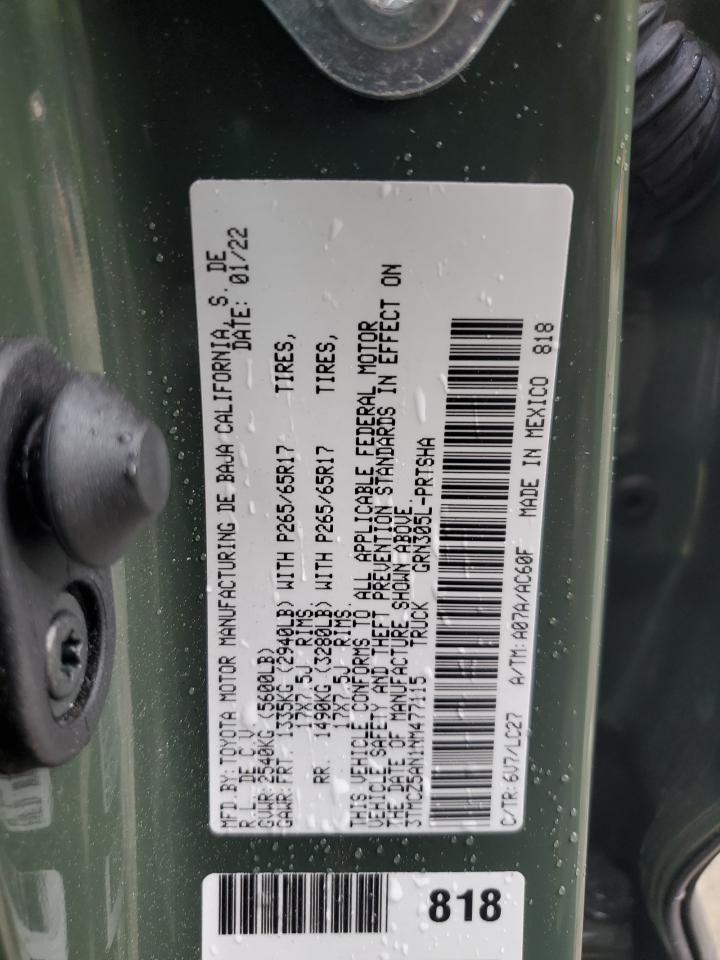 MFD.BY:TOYOTA MOTOR MANUFACTURING DE BAJA CALIFORNIA, S. DE
R.L. DE C.V. DATE: 01/22
GVWR:2540KG(5600LB)
GAWR:FRT. 1335KG (2940LB) WITH P265/65R17 TIRES,
17X7.5J RIMS,
RR. 1490KG (3280LB) WITH P265/65R17 TIRES,
17X7.5J RIMS.
THIS VEHICLE CONFORMS TO ALL APPLICABLE FEDERAL MOTOR
VEHICLE SAFETY AND THEFT PREVENTION STANDARDS IN EFFECT ON
THE DATE OF MANUFACTURE SHOWN ABOVE.
3TMCZ5AN1NM477115 TRUCK GRN305L-PRTSHA
C/TR:6V7/LC27 A/TM:A07A/AC60F MADE IN MEXICO 818
818